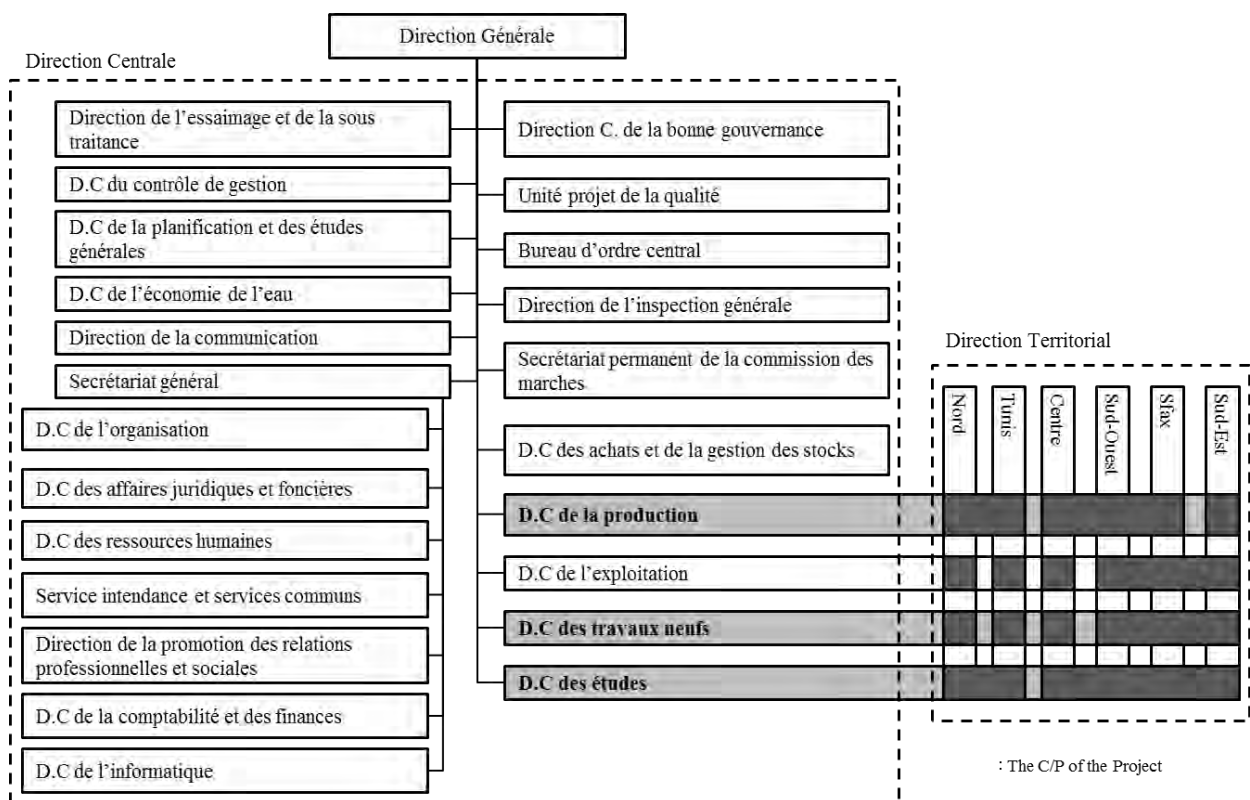 Direction Générale
Direction Centrale
Direction de l’essaimage et de la sous
traitance
D.C du contrôle de gestion
D.C de la planification et des études
générales
D.C de l’économie de l’eau
Direction de la communication
Secrétariat général
D.C de l’organisation
D.C des affaires juridiques et foncières
D.C des ressources humaines
Service intendance et services communs
Direction de la promotion des relations
professionnelles et sociales
D.C de la comptabilité et des finances
D.C de l’informatique
Direction C. de la bonne gouvernance
Unité projet de la qualité
Bureau d’ordre central
Direction de l’inspection générale
Secrétariat permanent de la commission des
marches
D.C des achats et de la gestion des stocks
D.C de la production
D.C de l’exploitation
D.C des travaux neufs
D.C des études
Direction Territorial
Nord
Tunis
Centre
Sud-Ouest
Sfax
Sud-Est
: The C/P of the Project